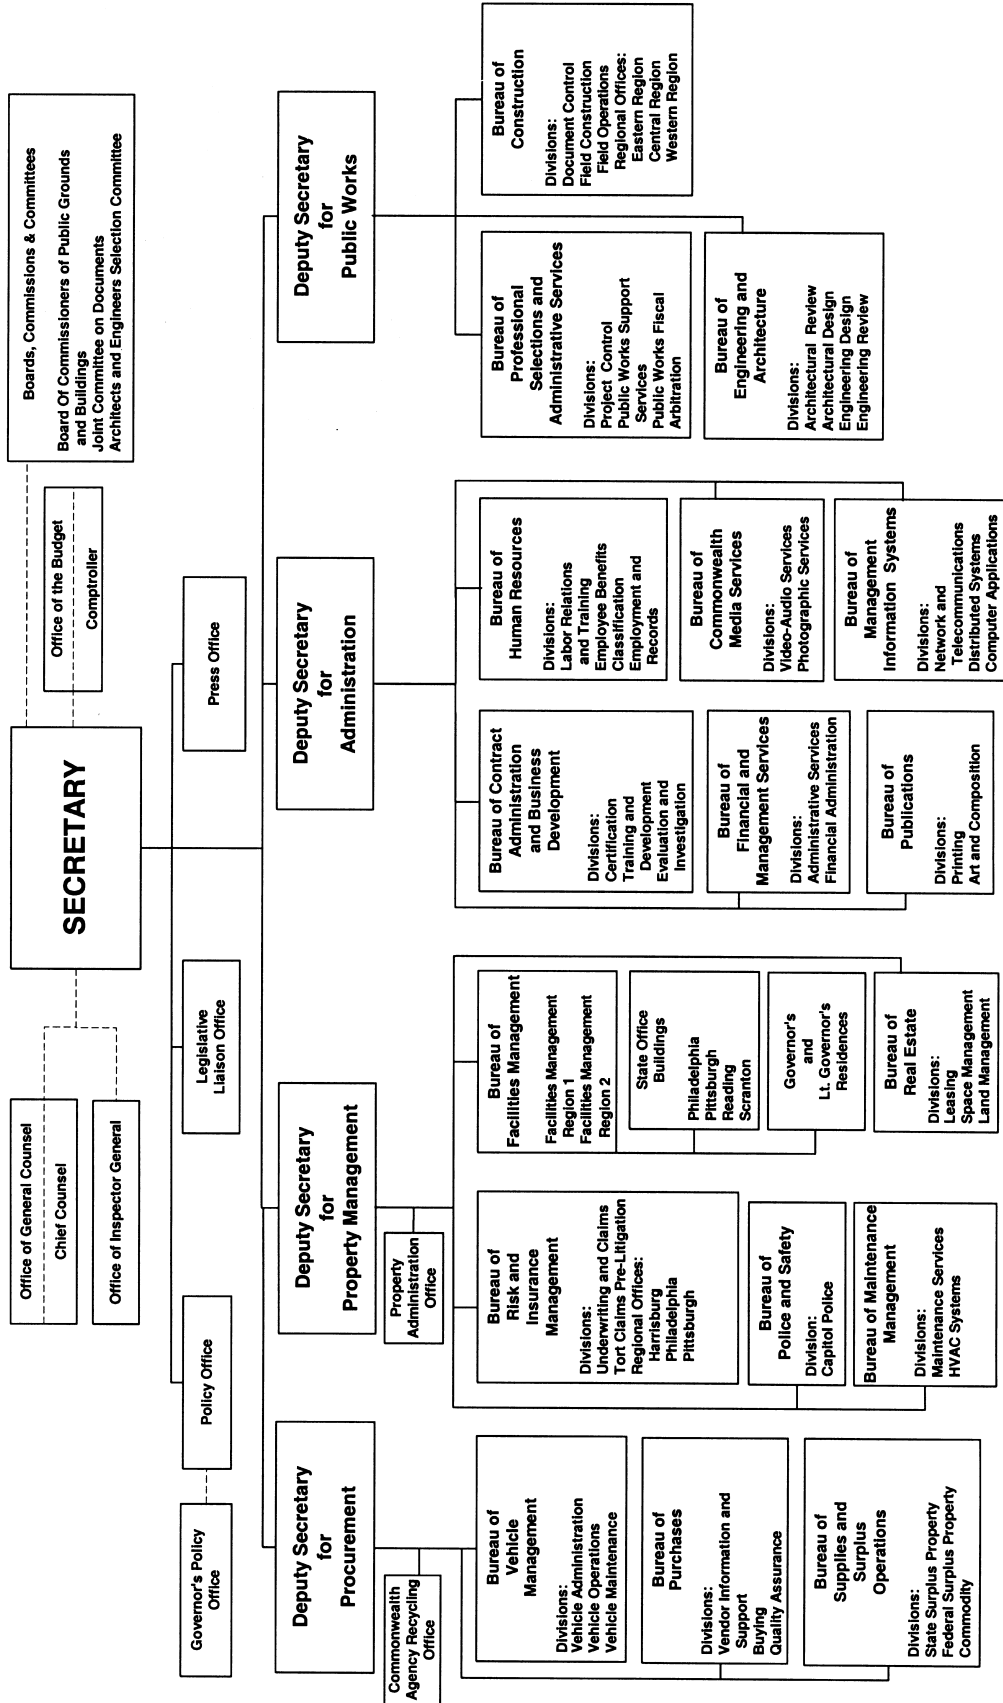 SECRETARY
Office of General Counsel
Chief Counsel
Office of Inspector General
Office of the Budget
Comptroller
Boards, Commissions & Committees
Board Of Commissioners of Public Grounds
and Buildings
Joint Committee on Documents
Architects and Engineers Selection Committee
Governor's Policy
Office
Policy Office
Legislative
Liaison Office
Press Office
Deputy Secretary
for
Procurement
Commonwealth
Agency Recycling
Office
Bureau of
Vehicle
Management
Divisions:
Vehicle Administration
Vehicle Operations
Vehicle Maintenance
Bureau of
Purchases
Divisions:
Vendor Information and
Support
Buying
Quality Assurance
Bureau of
Supplies and
Surplus
Operations
Divisions:
State Surplus Property
Federal Surplus Property
Commodity
Deputy Secretary
for
Property Management
Property
Administration
Office
Bureau of
Risk and
Insurance
Management
Divisions:
Underwriting and Claims
Tort Claims Pre-Litigation
Regional Offices:
Harrisburg
Philadelphia
Pittsburgh
Bureau of
Police and Safety
Division:
Capitol Police
Bureau of Maintenance
Management
Divisions:
Maintenance Services
HVAC Systems
Bureau of
Facilities Management
Facilities Management
Region 1
Facilities Management
Region 2
State Office
Buildings
Philadelphia
Pittsburgh
Reading
Scranton
Governor's
and
Lt. Governor's
Residences
Bureau of
Real Estate
Divisions:
Leasing
Space Management
Land Management
Deputy Secretary
for
Administration
Bureau of Contract
Administration
and Business
Development
Divisions:
Certification
Training and
Development
Evaluation and
Investigation
Bureau of
Financial and
Management Services
Divisions:
Administrative Services
Financial Administration
Bureau of
Publications
Divisions:
Printing
Art and Composition
Bureau of
Human Resources
Divisions:
Labor Relations
and Training
Employee Benefits
Classification
Employment and
Records
Bureau of
Commonwealth
Media Services
Divisions:
Video-Audio Services
Photographic Services
Bureau of
Management
Information Systems
Divisions:
Network and
Telecommunications
Distributed Systems
Computer Applications
Deputy Secretary
for
Public Works
Bureau of
Professional
Selections and
Administrative Services
Divisions:
Project Control
Public Works Support
Services
Public Works Fiscal
Arbitration
Bureau of
Engineering and
Architecture
Divisions:
Architectural Review
Architectural Design
Engineering Design
Engineering Review
Bureau of
Construction
Divisions:
Document Control
Field Construction
Field Operations
Regional Offices:
Eastern Region
Central Region
Western Region